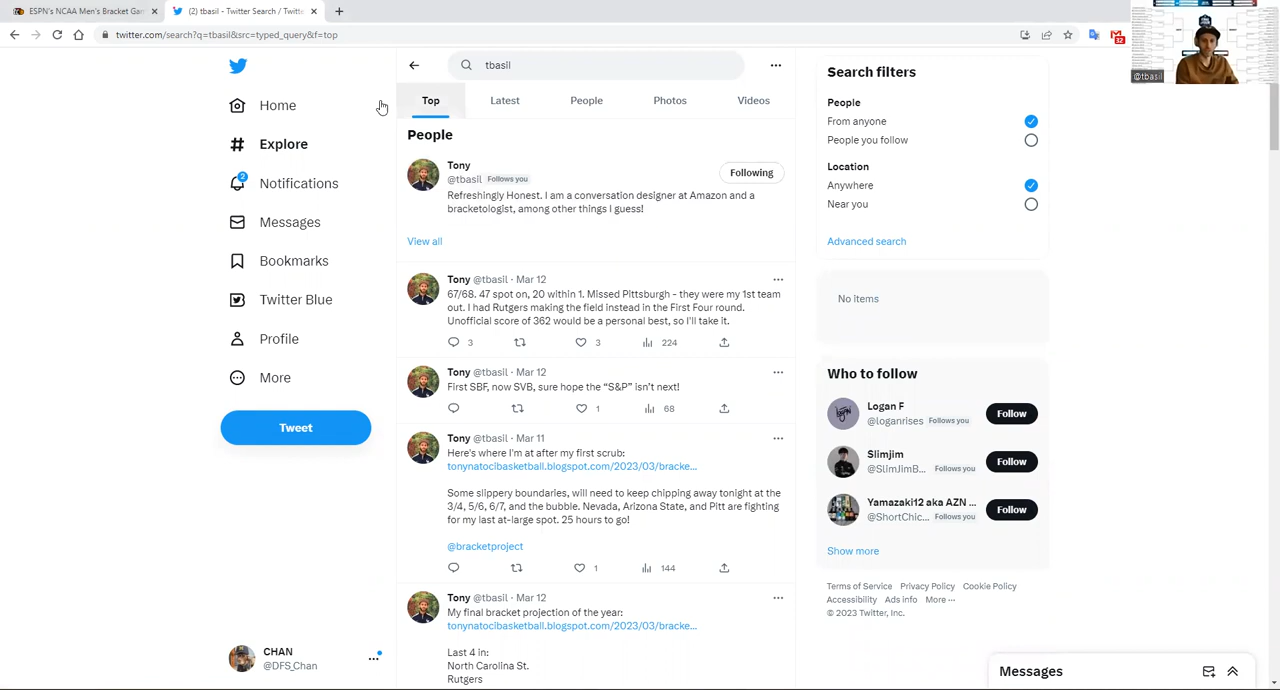 ESPN's NCAA Men's Bracket Gam
(2) tbasil - Twitter Search / Twitte
twitter.com/search?q=tbasil&src=typed_query&f=top
@tbasil
Home
Explore
2
Notifications
Messages
Bookmarks
Twitter Blue
Profile
More
Tweet
CHAN
@DFS_Chan
Top
Latest
People
Photos
Videos
People
Tony
@tbasil Follows you
Following
Refreshingly Honest. I am a conversation designer at Amazon and a
bracketologist, among other things I guess!
View all
Tony @tbasil · Mar 12
67/68. 47 spot on, 20 within 1. Missed Pittsburgh - they were my 1st team
out. I had Rutgers making the field instead in the First Four round.
Unofficial score of 362 would be a personal best, so I'll take it.
3 3 224
Tony @tbasil · Mar 12
First SBF, now SVB, sure hope the “S&P” isn't next!
1 68
Tony @tbasil · Mar 11
Here's where I'm at after my first scrub:
tonynatocibasketball.blogspot.com/2023/03/bracke...
Some slippery boundaries, will need to keep chipping away tonight at the
3/4, 5/6, 6/7, and the bubble. Nevada, Arizona State, and Pitt are fighting
for my last at-large spot. 25 hours to go!
@bracketproject
1 144
Tony @tbasil · Mar 12
My final bracket projection of the year:
tonynatocibasketball.blogspot.com/2023/03/bracke...
Last 4 in:
North Carolina St.
Rutgers
Search filters
People
From anyone
People you follow
Location
Anywhere
Near you
Advanced search
No items
Who to follow
Logan F
@loganrises Follows you
Follow
Slimjim
@SlimJimB... Follows you
Follow
Yamazaki12 aka AZN ...
@ShortChic... Follows you
Follow
Show more
Terms of Service Privacy Policy Cookie Policy
Accessibility Ads info More ···
© 2023 Twitter, Inc.
Messages